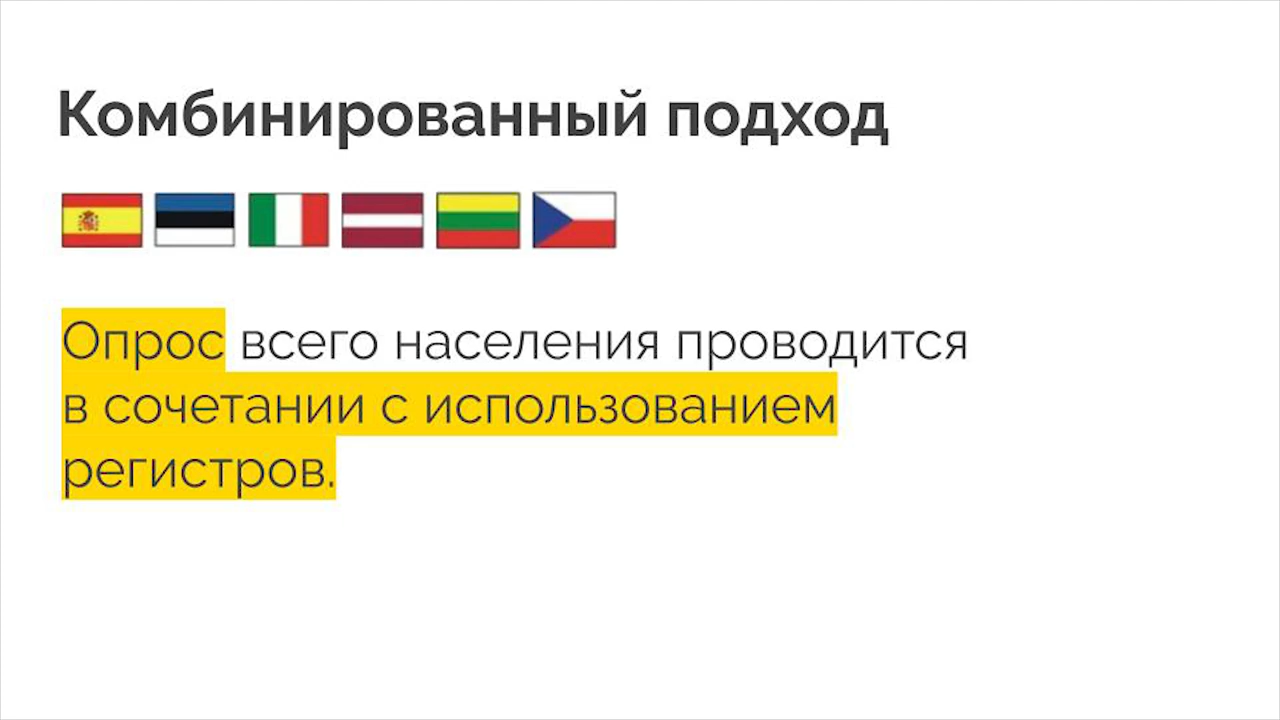 Комбинированный подход
Опрос всего населения проводится
в сочетании с использованием
регистров.